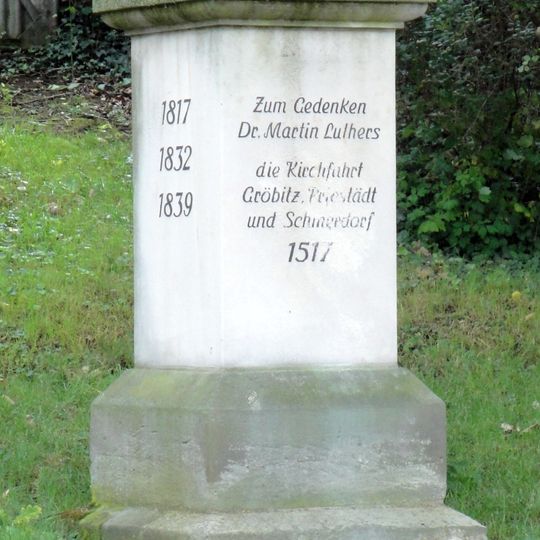 1817
1832
1839
Zum Gedenken
Dr. Martin Luthers
die Kirchfahrt
Gröbitz, Priestädt
und Schmerdorf
1517